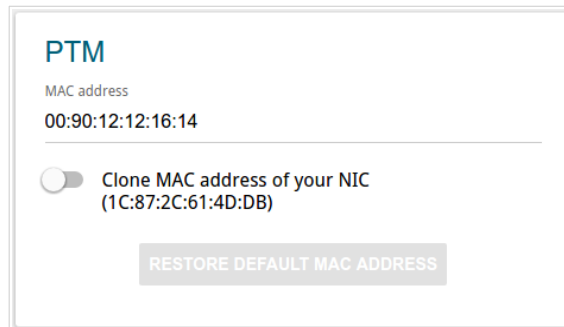 PTM
MAC address
00:90:12:12:16:14
Clone MAC address of your NIC
(1C:87:2C:61:4D:DB)
RESTORE DEFAULT MAC ADDRESS